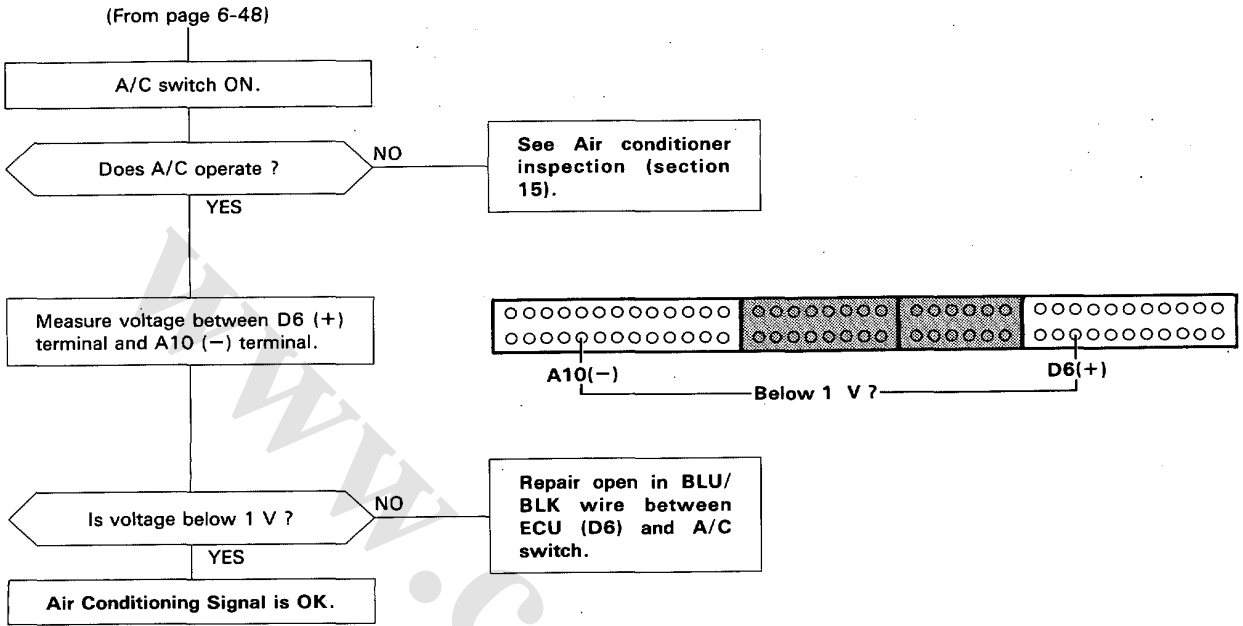 (From page 6-48)
A/C switch ON.
Does A/C operate ?
NO
See Air conditioner
inspection (section
15).
YES
Measure voltage between D6 (+)
terminal and A10 (−) terminal.
A10(−)
D6(+)
Below 1 V ?
Is voltage below 1 V ?
NO
Repair open in BLU/
BLK wire between
ECU (D6) and A/C
switch.
YES
Air Conditioning Signal is OK.
www.c